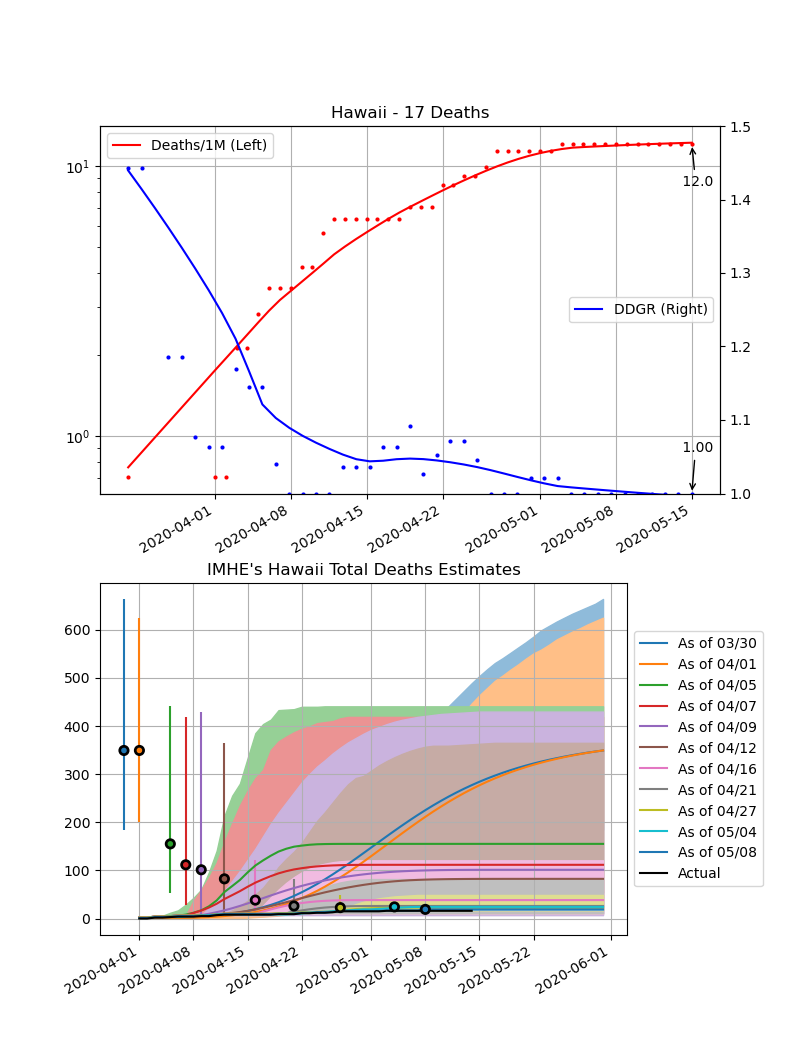 Hawaii - 17 Deaths
Deaths/1M (Left)
DDGR (Right)
10¹
10⁰
1.5
1.4
1.3
1.2
1.1
1.0
12.0
1.00
2020-04-01
2020-04-08
2020-04-15
2020-04-22
2020-05-01
2020-05-08
2020-05-15
IMHE's Hawaii Total Deaths Estimates
600
500
400
300
200
100
0
2020-04-01
2020-04-08
2020-04-15
2020-04-22
2020-05-01
2020-05-08
2020-05-15
2020-05-22
2020-06-01
As of 03/30
As of 04/01
As of 04/05
As of 04/07
As of 04/09
As of 04/12
As of 04/16
As of 04/21
As of 04/27
As of 05/04
As of 05/08
Actual